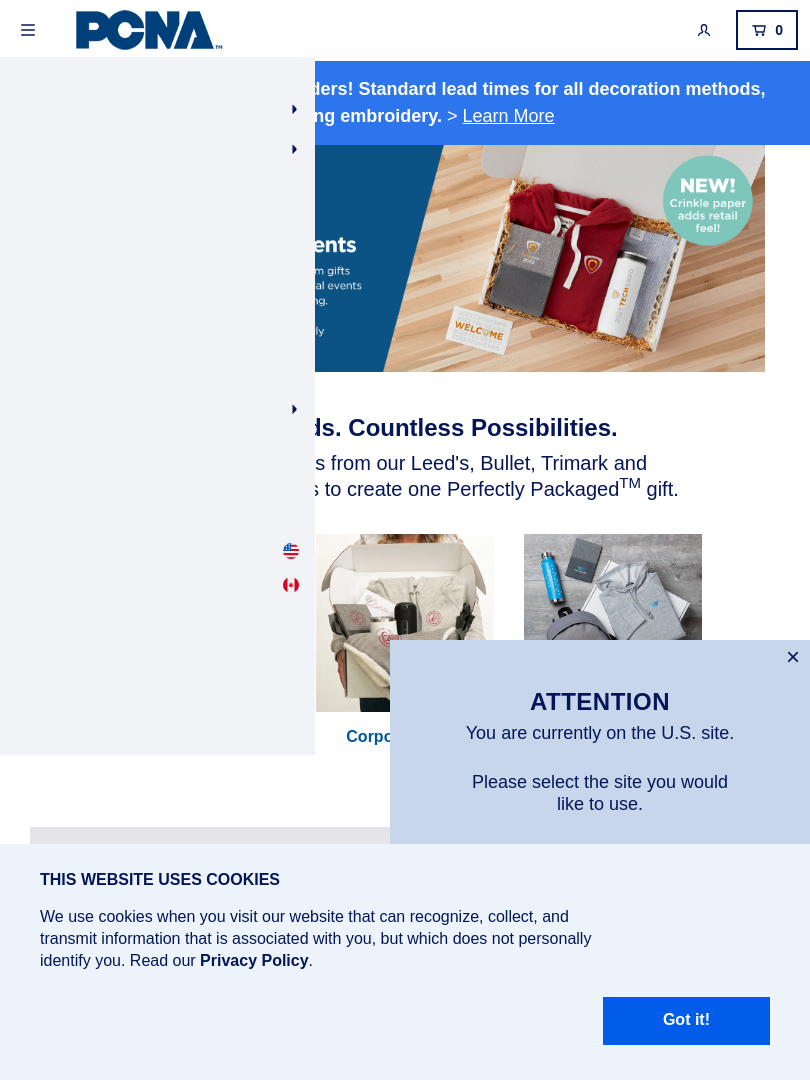 PCNA
TM
0
ders! Standard lead times for all decoration methods,
ng embroidery. > Learn More
ents
m gifts
al events
ng.
ly
NEW!
Crinkle paper
adds retail
feel!
WELCOME
ds. Countless Possibilities.
s from our Leed's, Bullet, Trimark and
s to create one Perfectly Packaged™ gift.
Corpo
ATTENTION
You are currently on the U.S. site.
Please select the site you would
like to use.
THIS WEBSITE USES COOKIES
We use cookies when you visit our website that can recognize, collect, and
transmit information that is associated with you, but which does not personally
identify you. Read our Privacy Policy.
Got it!